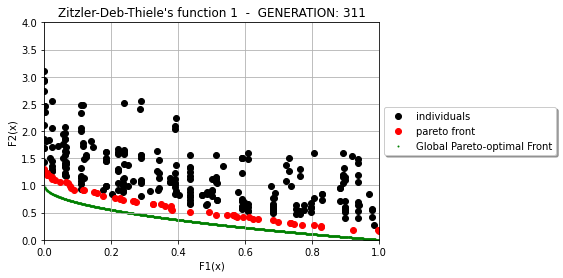 Zitzler-Deb-Thiele's function 1 - GENERATION: 311
4.0
3.5
3.0
2.5
2.0
1.5
1.0
0.5
0.0
F2(x)
0.0 0.2 0.4 0.6 0.8 1.0
F1(x)
individuals
pareto front
Global Pareto-optimal Front